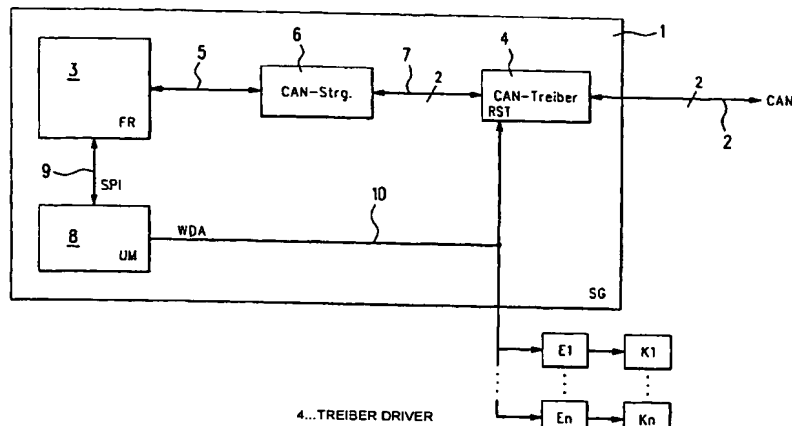 1
6
4
5
7
3
CAN-Strg.
2
CAN-Treiber
RST
2
CAN
2
FR
9
SPI
10
8
WDA
UM
SG
E1
K1
4...TREIBER DRIVER
En
Kn